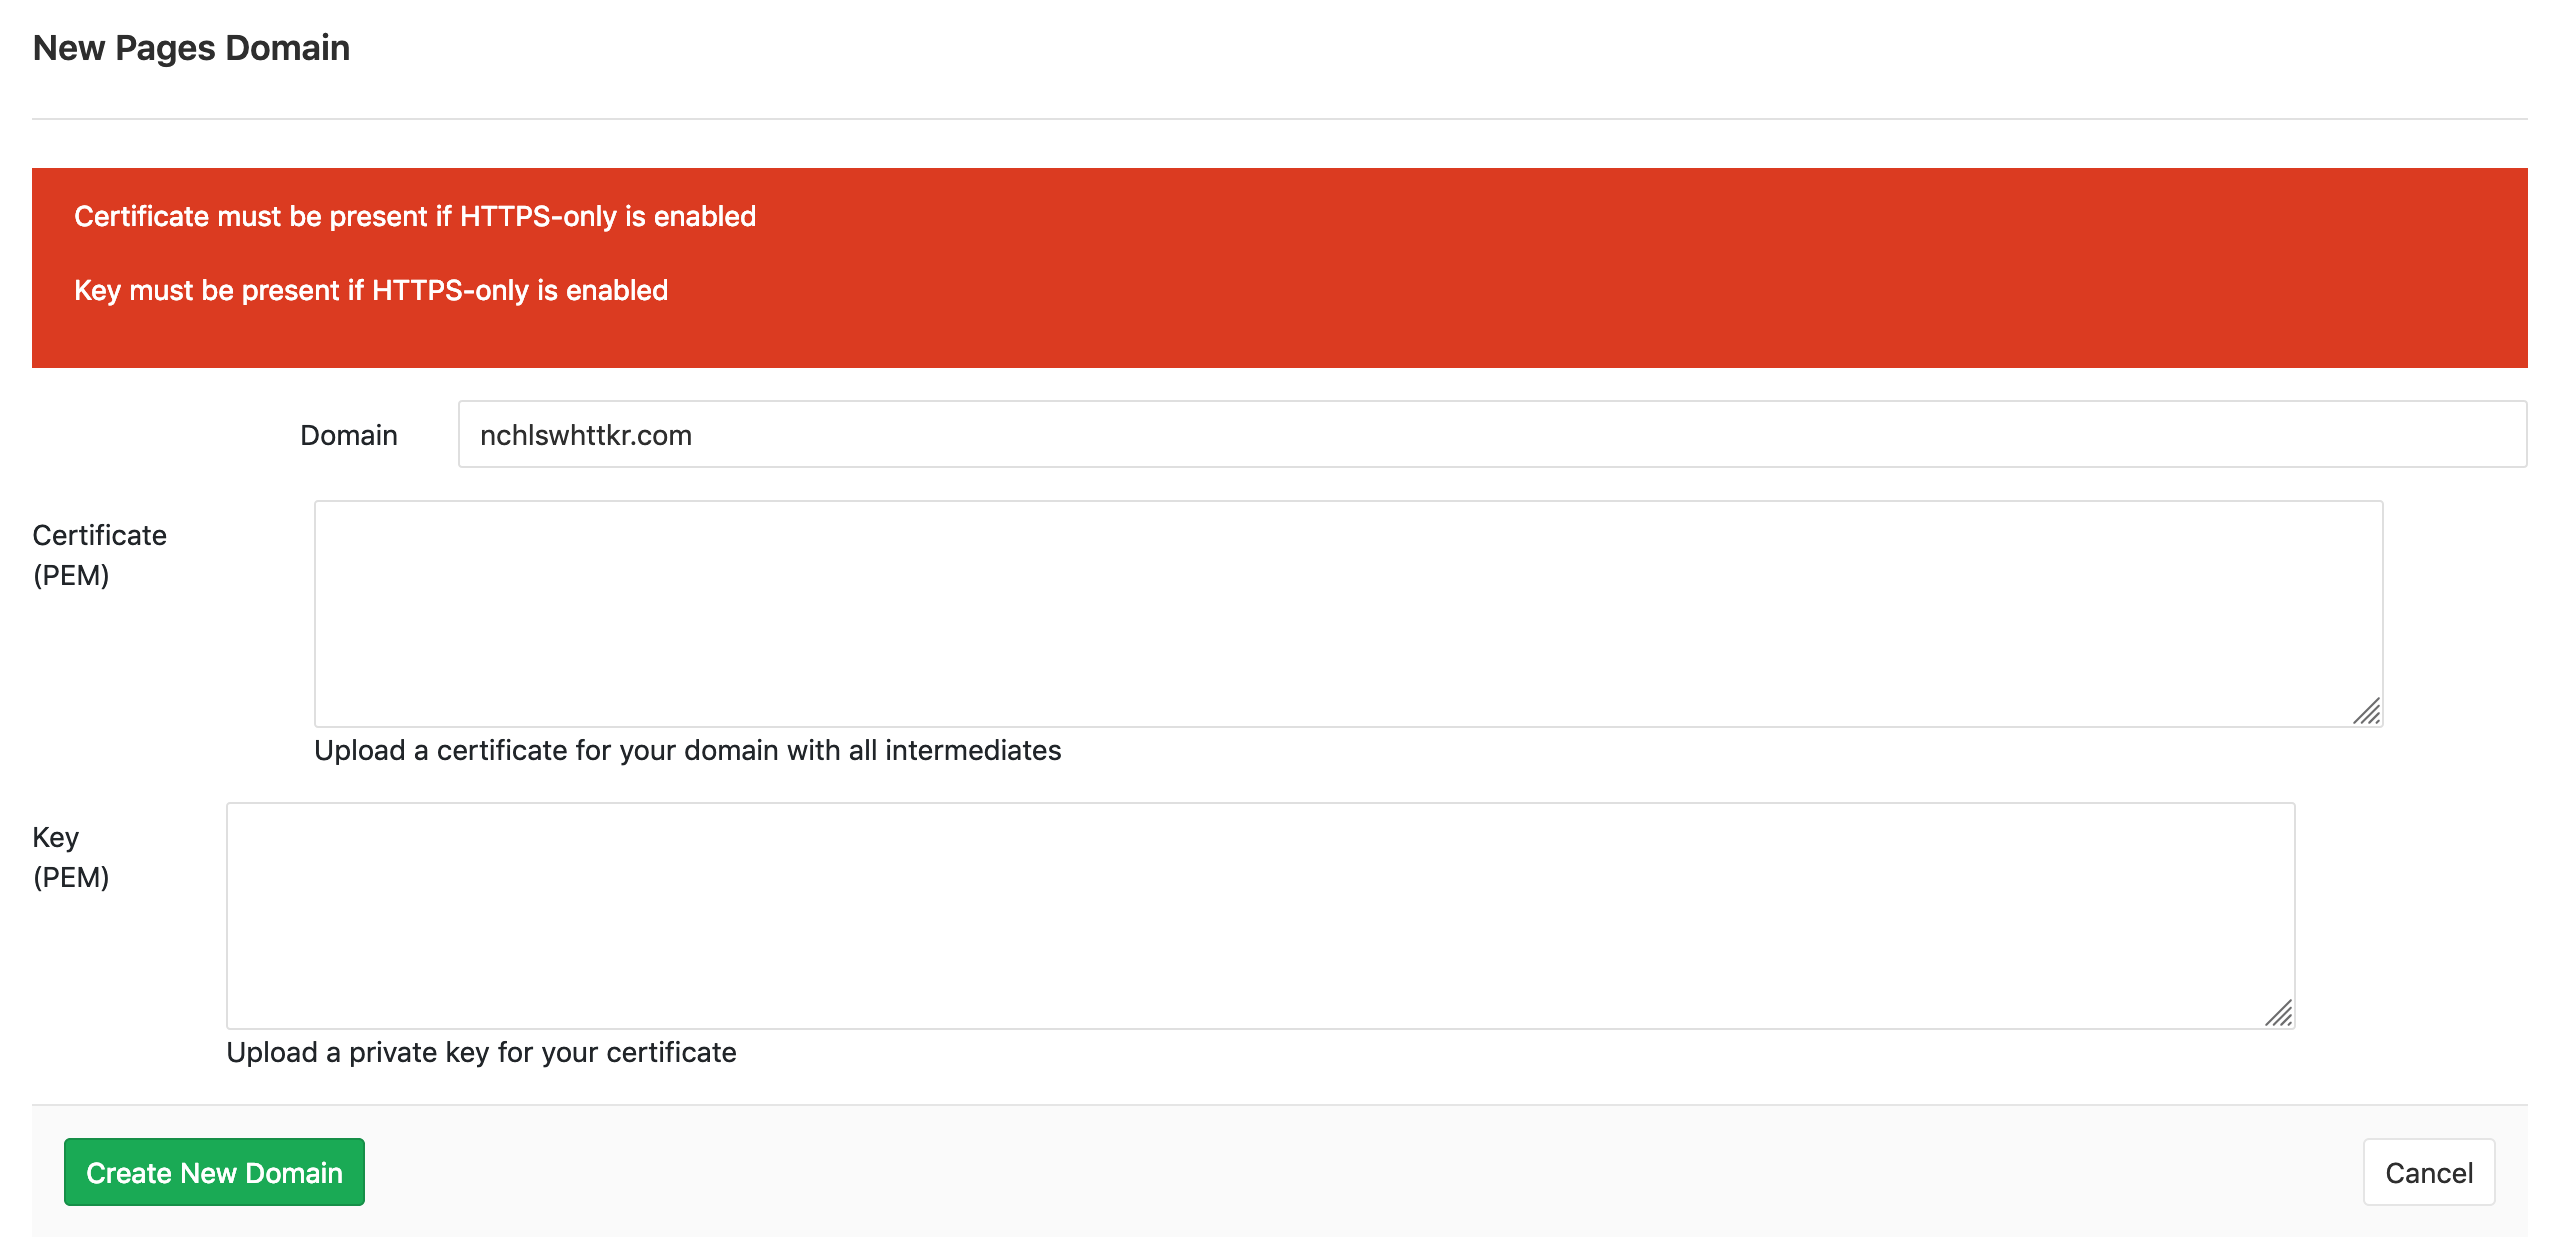 New Pages Domain
Certificate must be present if HTTPS-only is enabled
Key must be present if HTTPS-only is enabled
Domain
nchlswhttkr.com
Certificate
(PEM)
Upload a certificate for your domain with all intermediates
Key
(PEM)
Upload a private key for your certificate
Create New Domain
Cancel